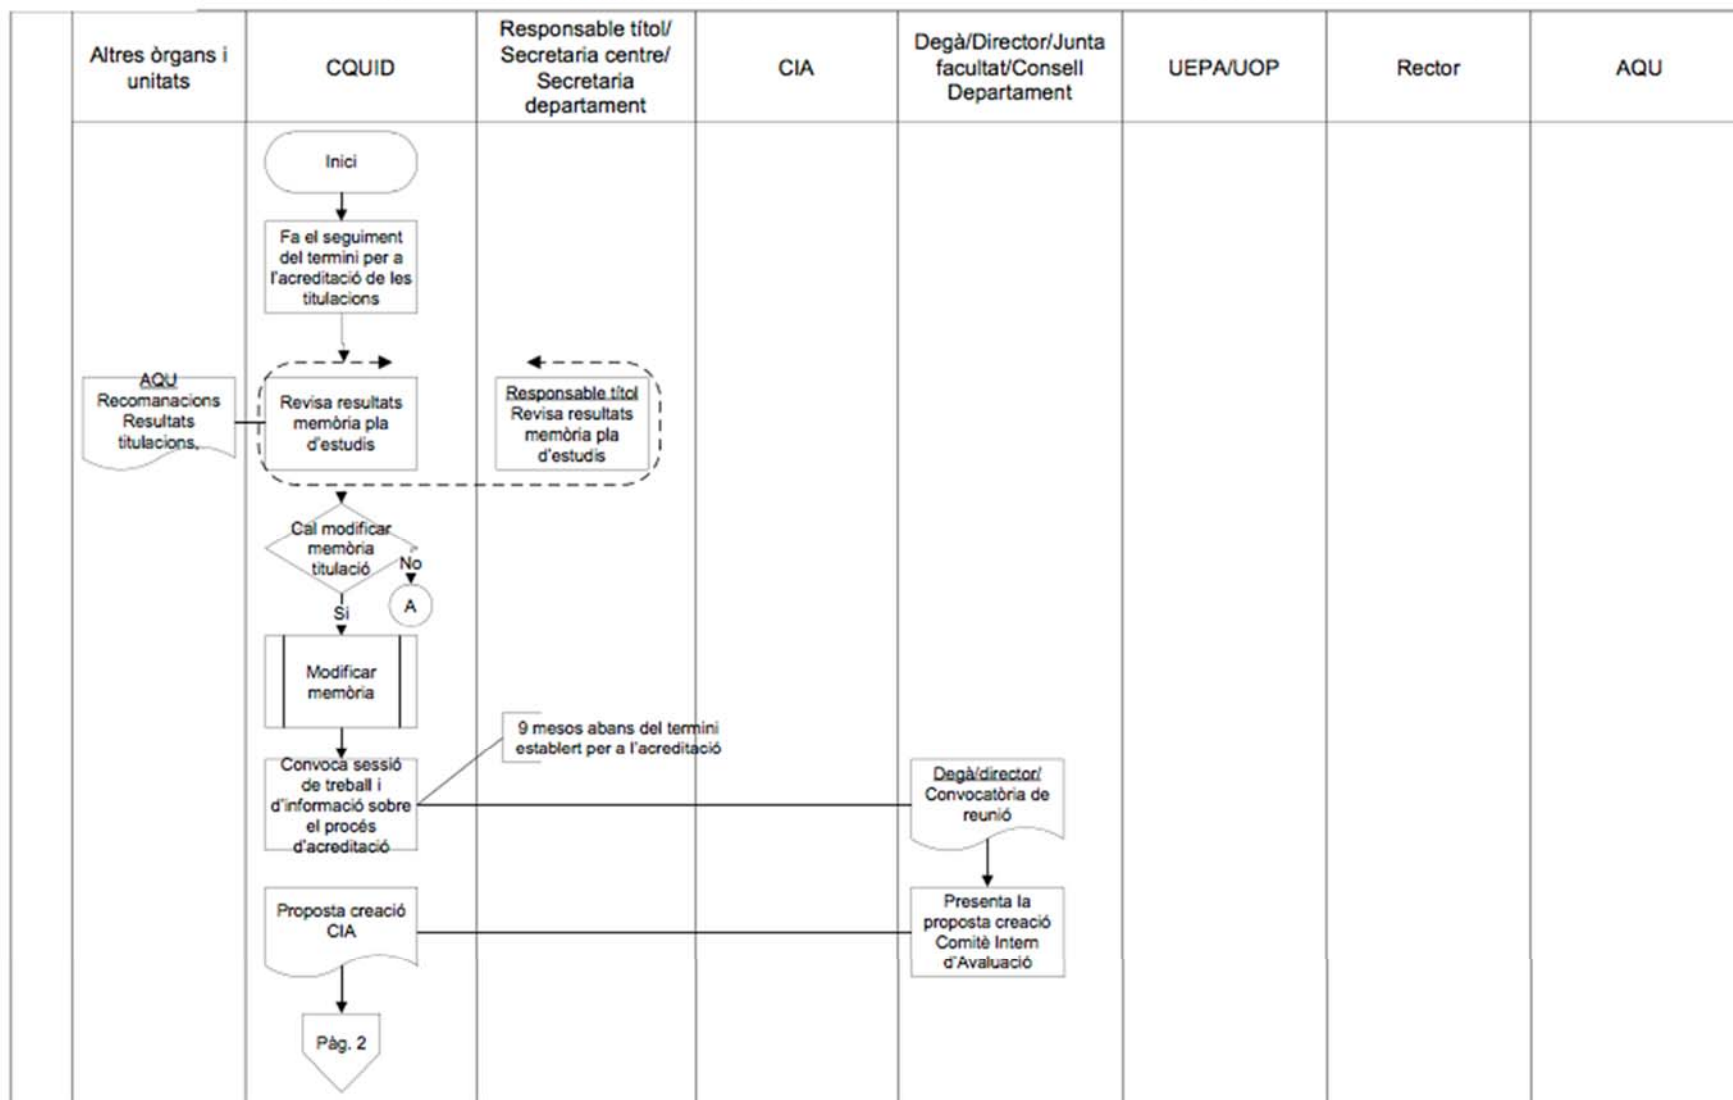 Altres òrgans i
unitats
CQUID
Responsable títol/
Secretaria centre/
Secretaria
departament
CIA
Degà/Director/Junta
facultat/Consell
Departament
UEPA/UOP
Rector
AQU
Inici
Fa el seguiment
del termini per a
l'acreditació de les
titulacions
AQU
Recomanacions
Resultats
titulacions,
Revisa resultats
memòria pla
d'estudis
Responsable títol
Revisa resultats
memòria pla
d'estudis
Cal modificar
memòria
titulació
No
A
Si
Modificar
memòria
9 mesos abans del termini
establert per a l'acreditació
Convoca sessió
de treball i
d'informació sobre
el procés
d'acreditació
Degà/director/
Convocatòria de
reunió
Proposta creació
CIA
Presenta la
proposta creació
Comitè Intern
d'Avaluació
Pàg. 2